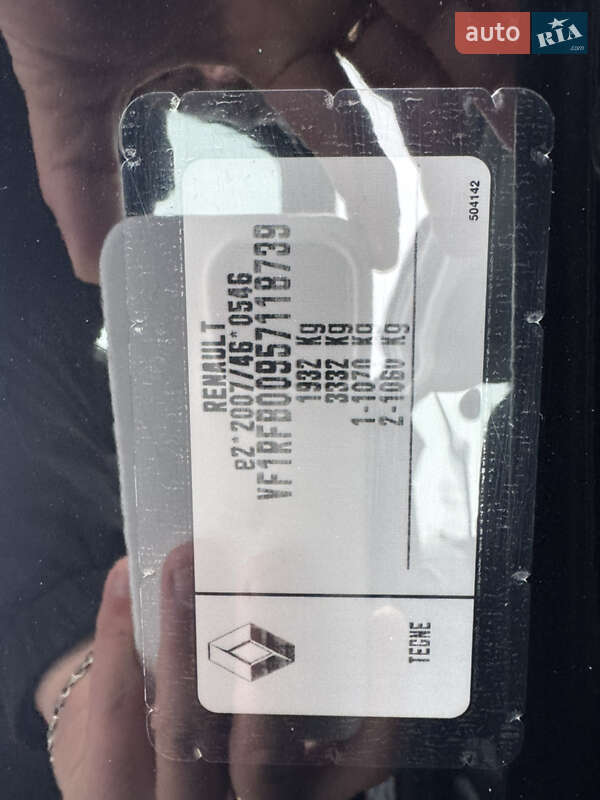 auto RIA .com
504142
RENAULT
e2*2007/46*0546
VF1RFB00957118739
1932 Kg
3332 Kg
1-1070 Kg
2-1060 Kg
TEGNE